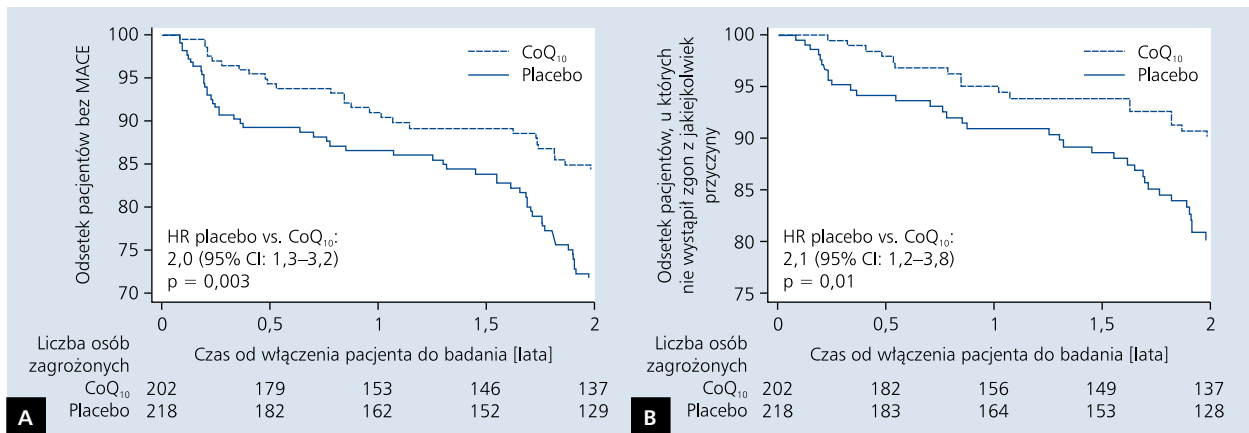 Odsetek pacjentów bez MACE
100
95
90
85
80
75
70
CoQ₁₀
Placebo
HR placebo vs. CoQ₁₀:
2,0 (95% CI: 1,3–3,2)
p = 0,003
0 0,5 1 1,5 2
Czas od włączenia pacjenta do badania [lata]
Liczba osób
zagrożonych
CoQ₁₀ 202 179 153 146 137
Placebo 218 182 162 152 129
A
Odsetek pacjentów, u których
nie wystąpił zgon z jakiejkolwiek
przyczyny
100
95
90
85
80
75
CoQ₁₀
Placebo
HR placebo vs. CoQ₁₀:
2,1 (95% CI: 1,2–3,8)
p = 0,01
0 0,5 1 1,5 2
Czas od włączenia pacjenta do badania [lata]
Liczba osób
zagrożonych
CoQ₁₀ 202 182 156 149 137
Placebo 218 183 164 153 128
B